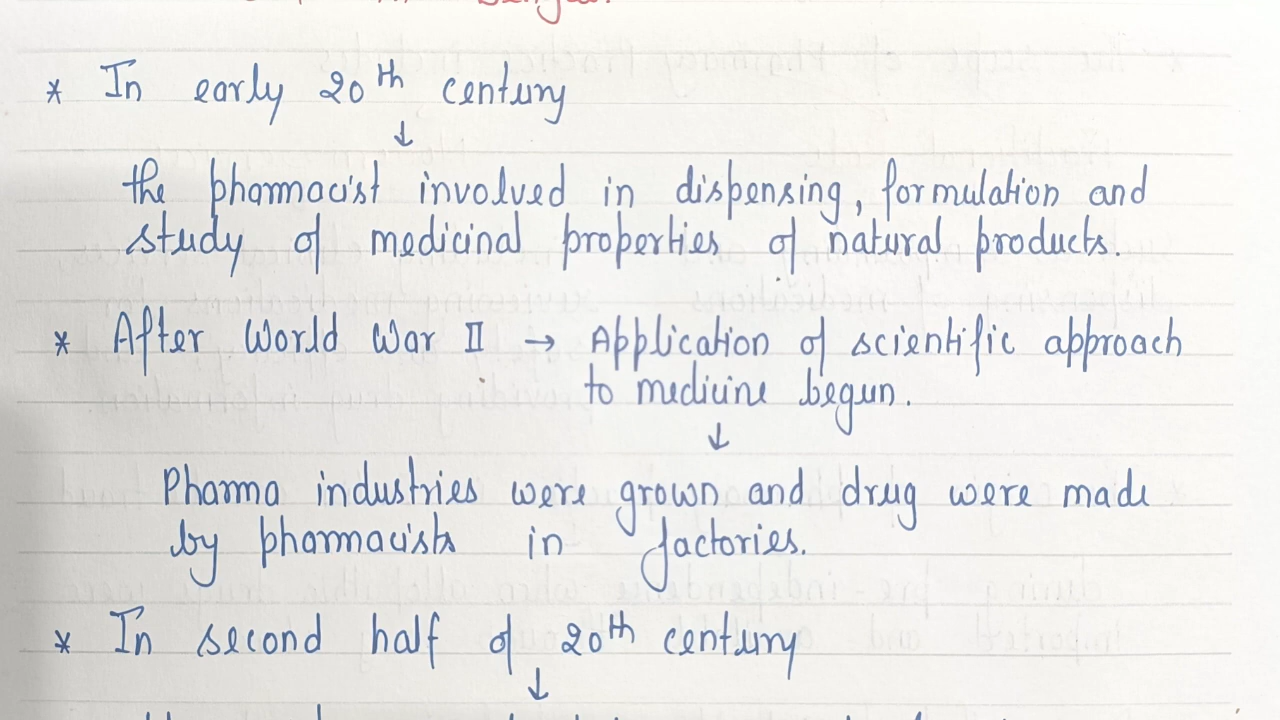 * In early 20th century
↓
the pharmacist involved in dispensing, formulation and
study of medicinal properties of natural products.
* After World War II → Application of scientific approach
to medicine begun.
↓
Pharma industries were grown and drug were made
by pharmacists in factories.
* In second half of 20th century
↓